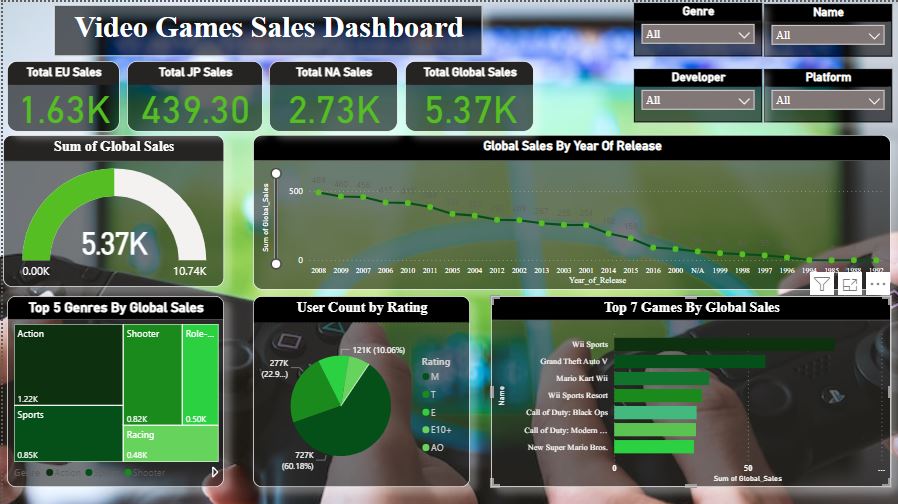 Video Games Sales Dashboard
Genre
All
Name
All
Developer
All
Platform
All
Total EU Sales
1.63K
Total JP Sales
439.30
Total NA Sales
2.73K
Total Global Sales
5.37K
Sum of Global Sales
5.37K
0.00K
10.74K
Global Sales By Year Of Release
Sum of Global_Sales
500
0
2008 2009 2007 2006 2010 2011 2005 2004 2012 2002 2013 2003 2001 2014 2015 2016 2000 N/A 1999 1998 1997 1996 1994 1985 1988 1992
Year_of_Release
Top 5 Genres By Global Sales
Action
1.22K
Sports
0.85K
Shooter
0.82K
Role-...
0.50K
Racing
0.48K
Genre
Action
Shooter
User Count by Rating
121K (10.06%)
277K
(22.9...)
727K
(60.18%)
Rating
M
T
E
E10+
AO
Top 7 Games By Global Sales
Name
Wii Sports
Grand Theft Auto V
Mario Kart Wii
Wii Sports Resort
Call of Duty: Black Ops
Call of Duty: Modern ...
New Super Mario Bros.
0
50
...
Sum of Global_Sales